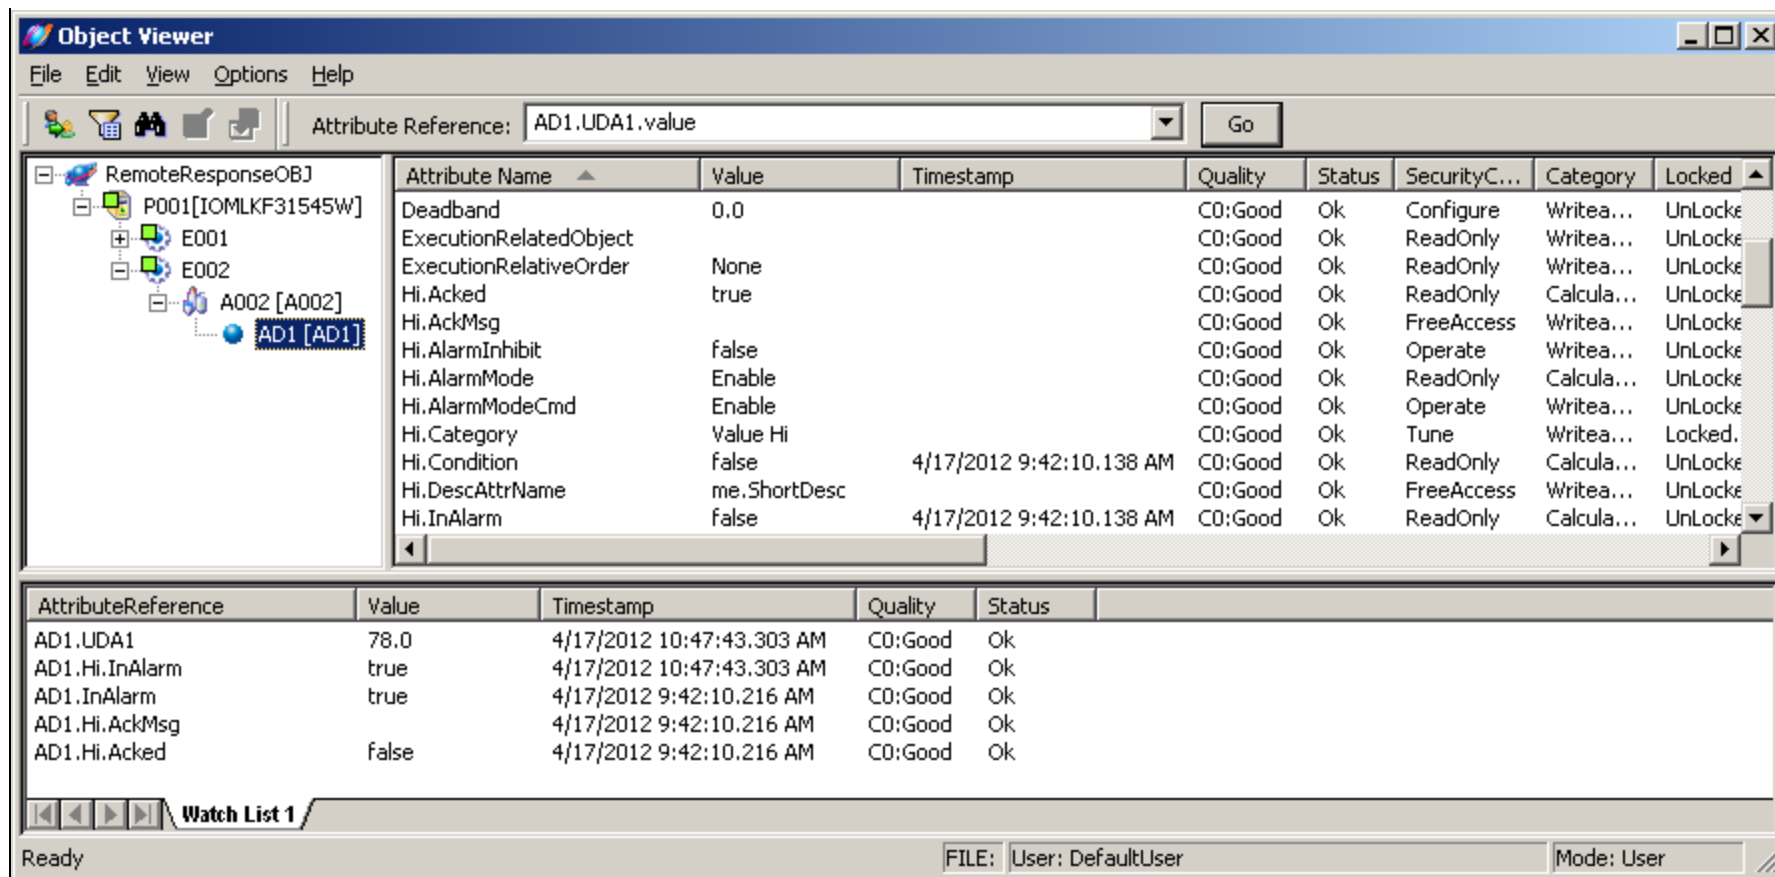 Object Viewer
File Edit View Options Help
Attribute Reference: AD1.UDA1.value Go
RemoteResponseOBJ
P001[IOMLKF31545W]
E001
E002
A002 [A002]
AD1 [AD1]
Attribute Name Value Timestamp Quality Status SecurityC... Category Locked
Deadband 0.0 C0:Good Ok Configure Writea... UnLocke
ExecutionRelatedObject C0:Good Ok ReadOnly Writea... UnLocke
ExecutionRelativeOrder None C0:Good Ok ReadOnly Writea... UnLocke
Hi.Acked true C0:Good Ok ReadOnly Calcula... UnLocke
Hi.AckMsg C0:Good Ok FreeAccess Writea... UnLocke
Hi.AlarmInhibit false C0:Good Ok Operate Writea... UnLocke
Hi.AlarmMode Enable C0:Good Ok ReadOnly Calcula... UnLocke
Hi.AlarmModeCmd Enable C0:Good Ok Operate Writea... UnLocke
Hi.Category Value Hi C0:Good Ok Tune Writea... Locked.
Hi.Condition false 4/17/2012 9:42:10.138 AM C0:Good Ok ReadOnly Calcula... UnLocke
Hi.DescAttrName me.ShortDesc C0:Good Ok FreeAccess Writea... UnLocke
Hi.InAlarm false 4/17/2012 9:42:10.138 AM C0:Good Ok ReadOnly Calcula... UnLocke
AttributeReference Value Timestamp Quality Status
AD1.UDA1 78.0 4/17/2012 10:47:43.303 AM C0:Good Ok
AD1.Hi.InAlarm true 4/17/2012 10:47:43.303 AM C0:Good Ok
AD1.InAlarm true 4/17/2012 9:42:10.216 AM C0:Good Ok
AD1.Hi.AckMsg 4/17/2012 9:42:10.216 AM C0:Good Ok
AD1.Hi.Acked false 4/17/2012 9:42:10.216 AM C0:Good Ok
Watch List 1
Ready FILE: User: DefaultUser Mode: User